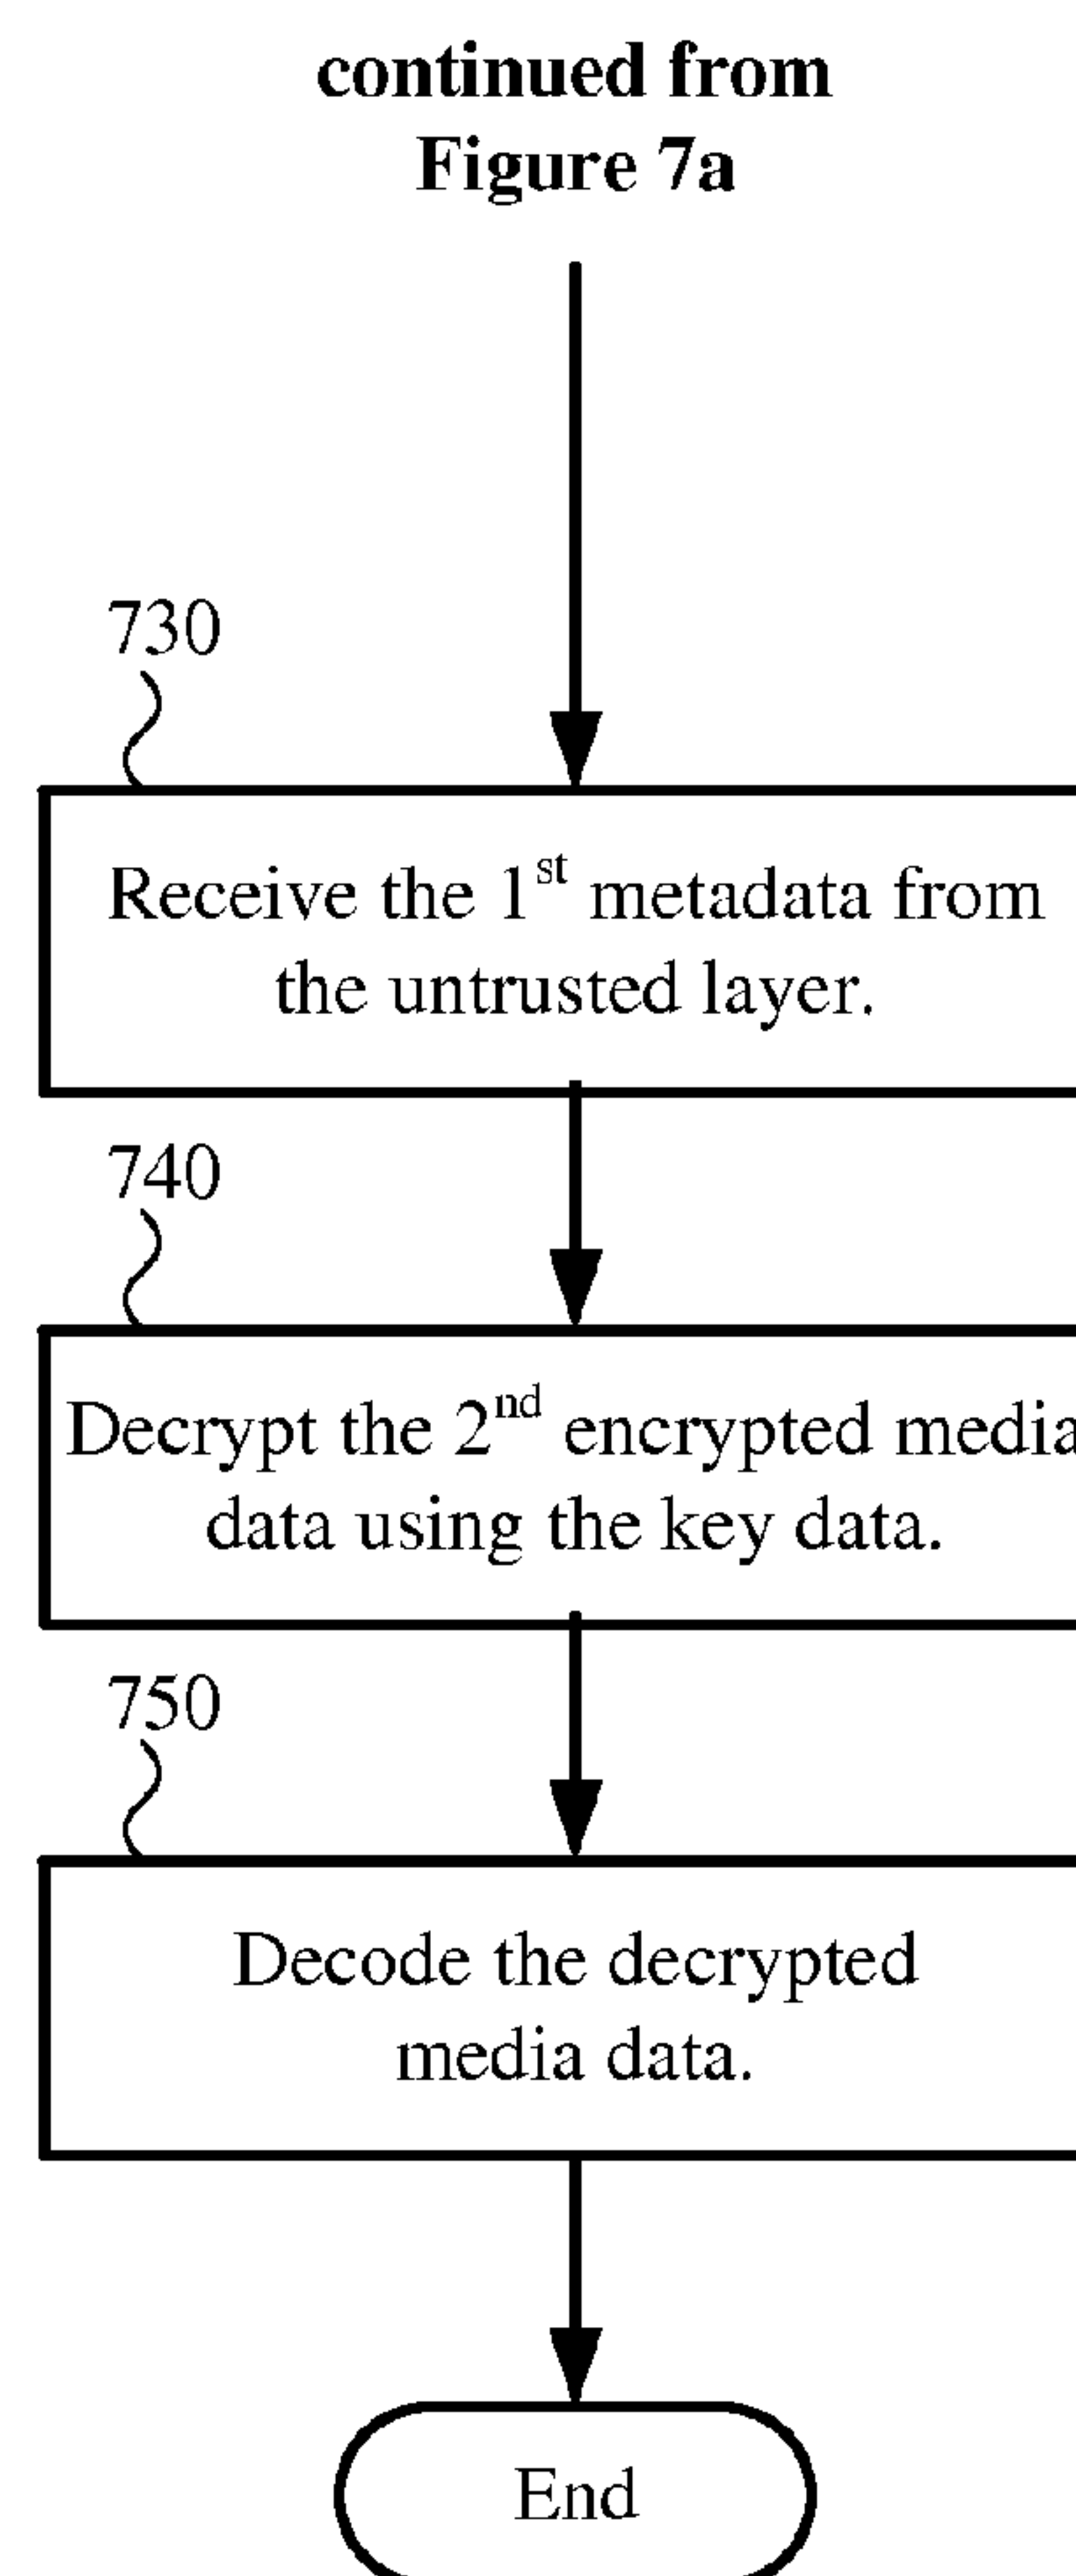 continued from
Figure 7a
730
Receive the 1st metadata from
the untrusted layer.
740
Decrypt the 2nd encrypted media
data using the key data.
750
Decode the decrypted
media data.
End